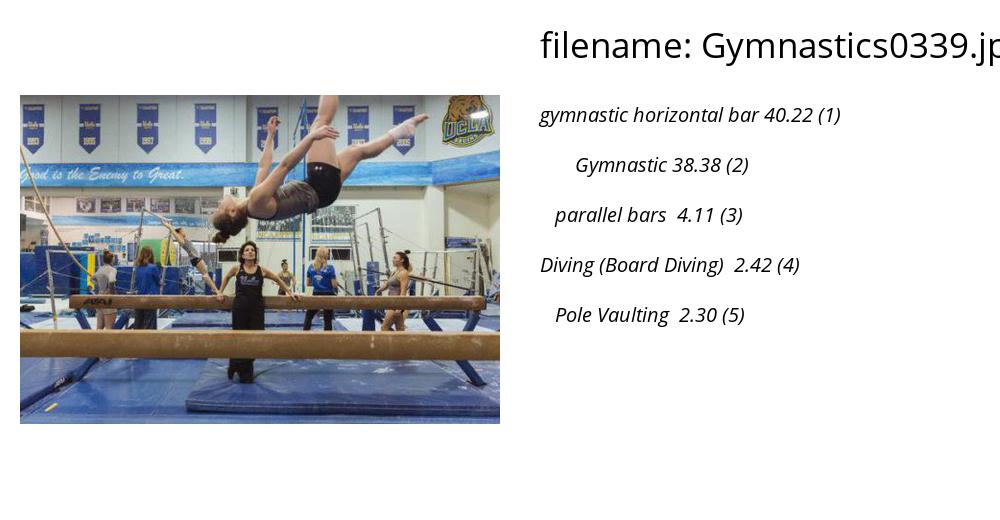 filename: Gymnastics0339.jp
gymnastic horizontal bar 40.22 (1)
Gymnastic 38.38 (2)
parallel bars 4.11 (3)
Diving (Board Diving) 2.42 (4)
Pole Vaulting 2.30 (5)
UCLA
Good is the Enemy to Great.
AAI